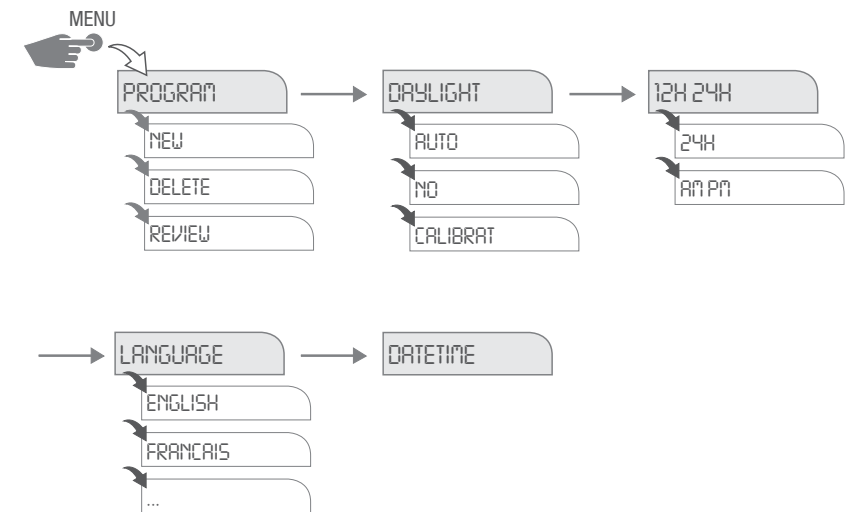 MENU
PROGRAM
NEW
DELETE
REVIEW
DAYLIGHT
AUTO
NO
CALIBRAT
12H 24H
24H
AM PM
LANGUAGE
ENGLISH
FRANCAIS
...
DATETIME